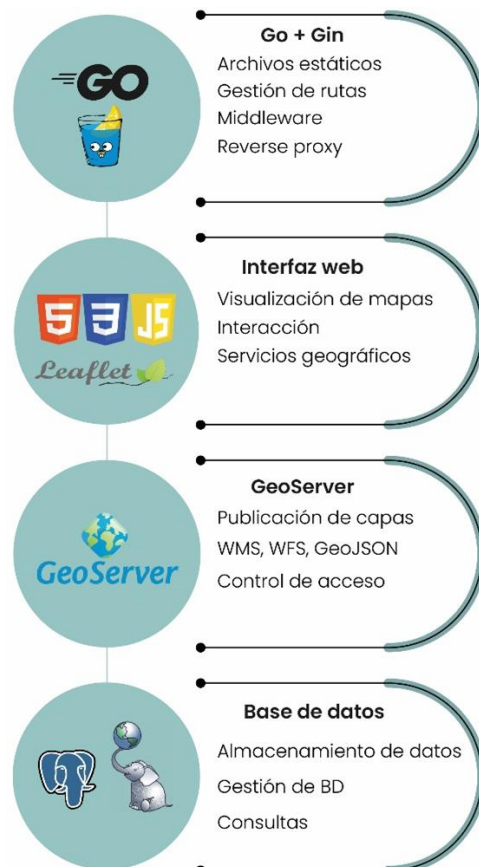 GO
Go + Gin
Archivos estáticos
Gestión de rutas
Middleware
Reverse proxy
5 3 JS
Leaflet
Interfaz web
Visualización de mapas
Interacción
Servicios geográficos
GeoServer
GeoServer
Publicación de capas
WMS, WFS, GeoJSON
Control de acceso
Base de datos
Almacenamiento de datos
Gestión de BD
Consultas